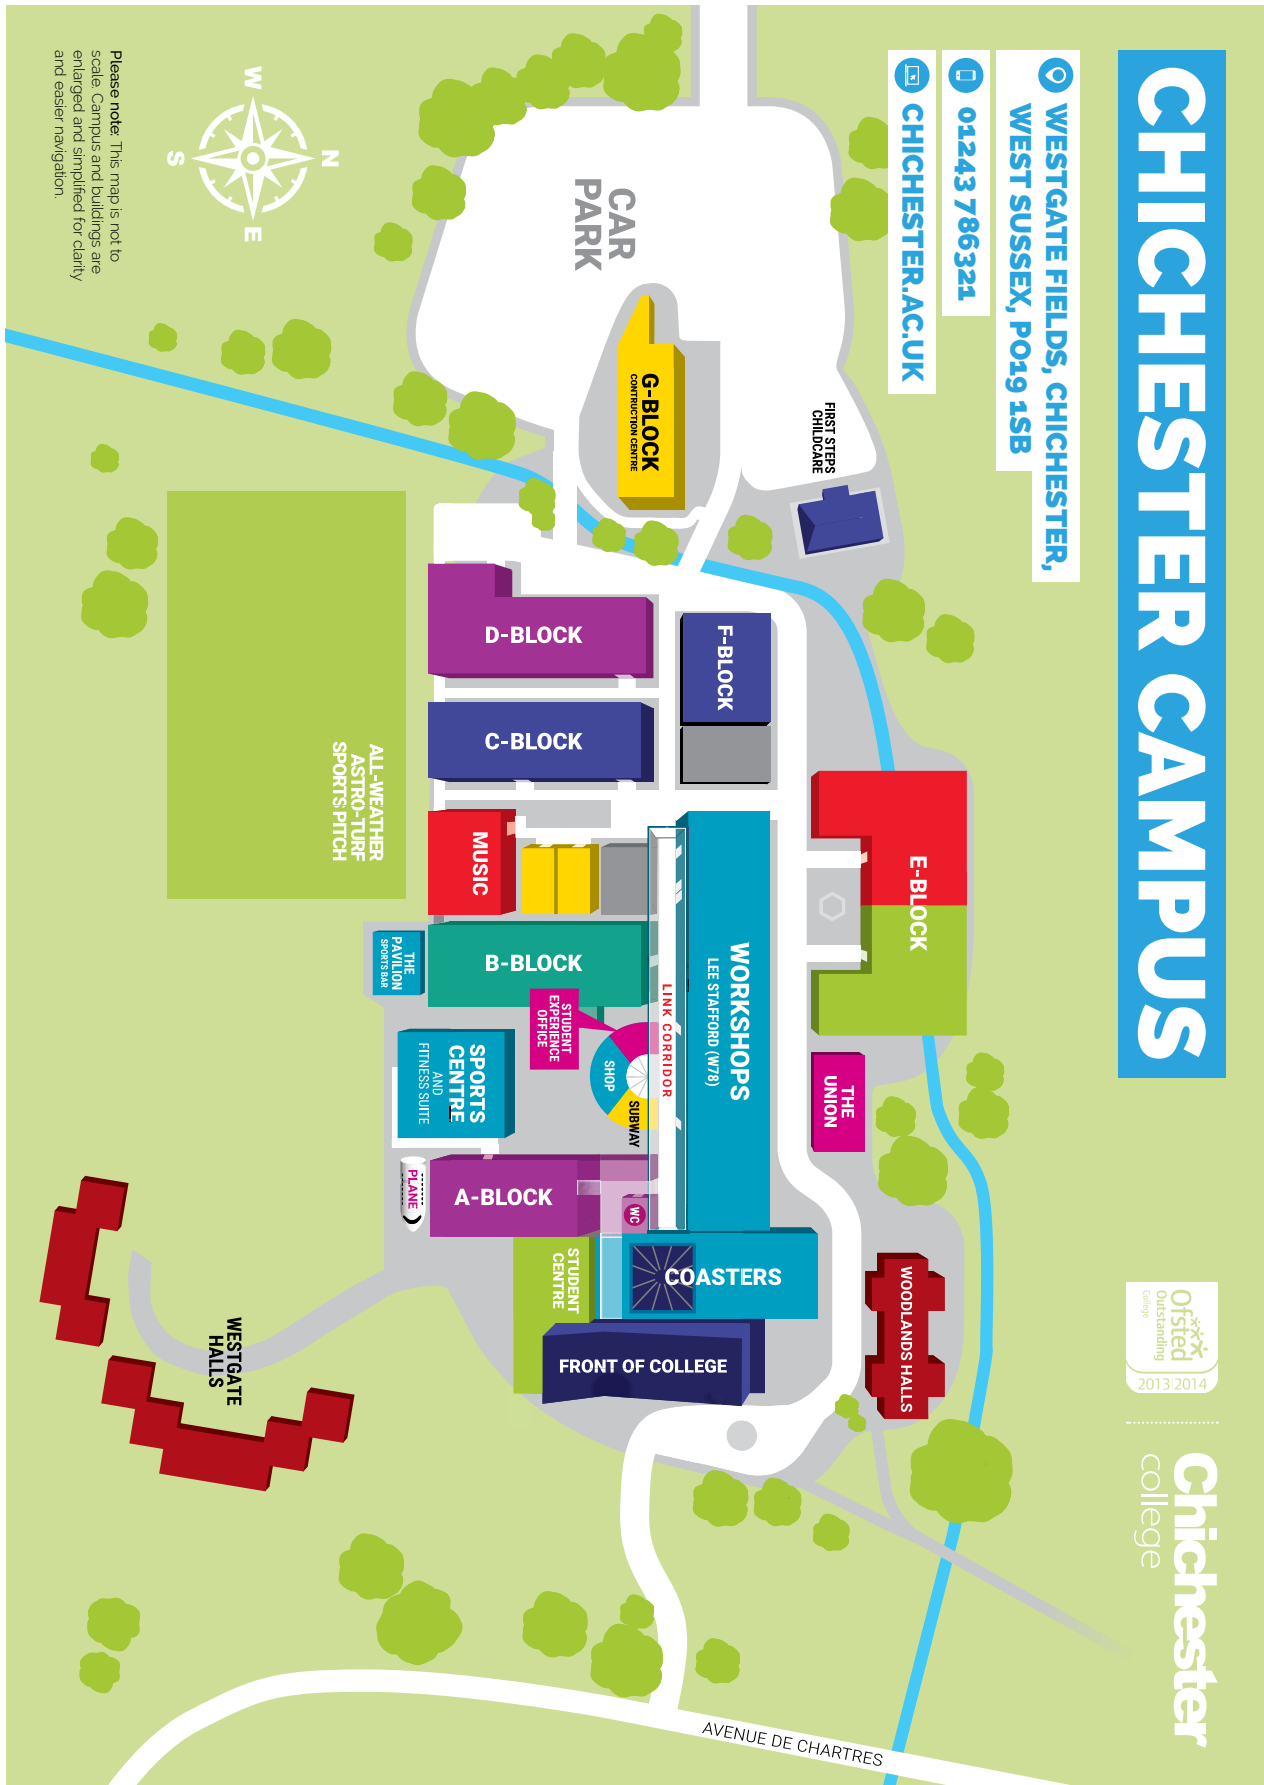 CHICHESTER CAMPUS
WESTGATE FIELDS, CHICHESTER,
WEST SUSSEX, PO19 1SB
01243 786321
CHICHESTER.AC.UK
Ofsted
Outstanding
College
2013 2014
Chichester
college
FIRST STEPS
CHILDCARE
CAR
PARK
G-BLOCK
CONTRUCTION CENTRE
F-BLOCK
D-BLOCK
C-BLOCK
E-BLOCK
MUSIC
WORKSHOPS
LEE STAFFORD (W78)
LINK CORRIDOR
B-BLOCK
THE
PAVILION
SPORTS BAR
STUDENT
EXPERIENCE
OFFICE
SHOP
SUBWAY
SPORTS
CENTRE
AND
FITNESS SUITE
THE
UNION
PLANE
A-BLOCK
WC
STUDENT
CENTRE
COASTERS
WOODLANDS HALLS
FRONT OF COLLEGE
ALL-WEATHER
ASTRO-TURF
SPORTS PITCH
WESTGATE
HALLS
AVENUE DE CHARTRES
N
W
E
S
Please note: This map is not to
scale. Campus and buildings are
enlarged and simplified for clarity
and easier navigation.